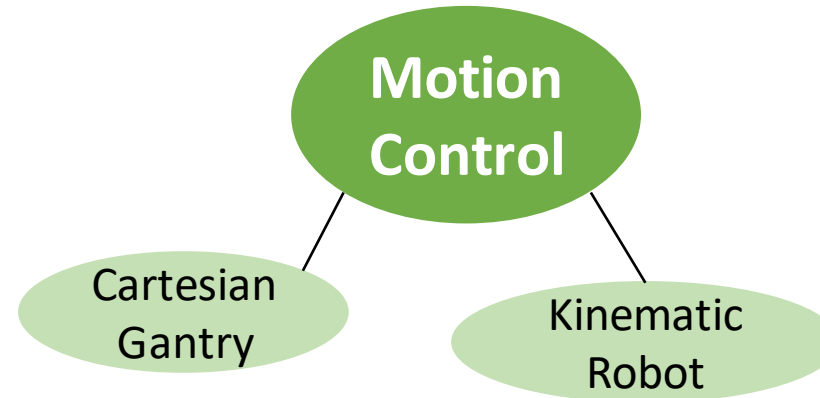 Motion
Control
Cartesian
Gantry
Kinematic
Robot